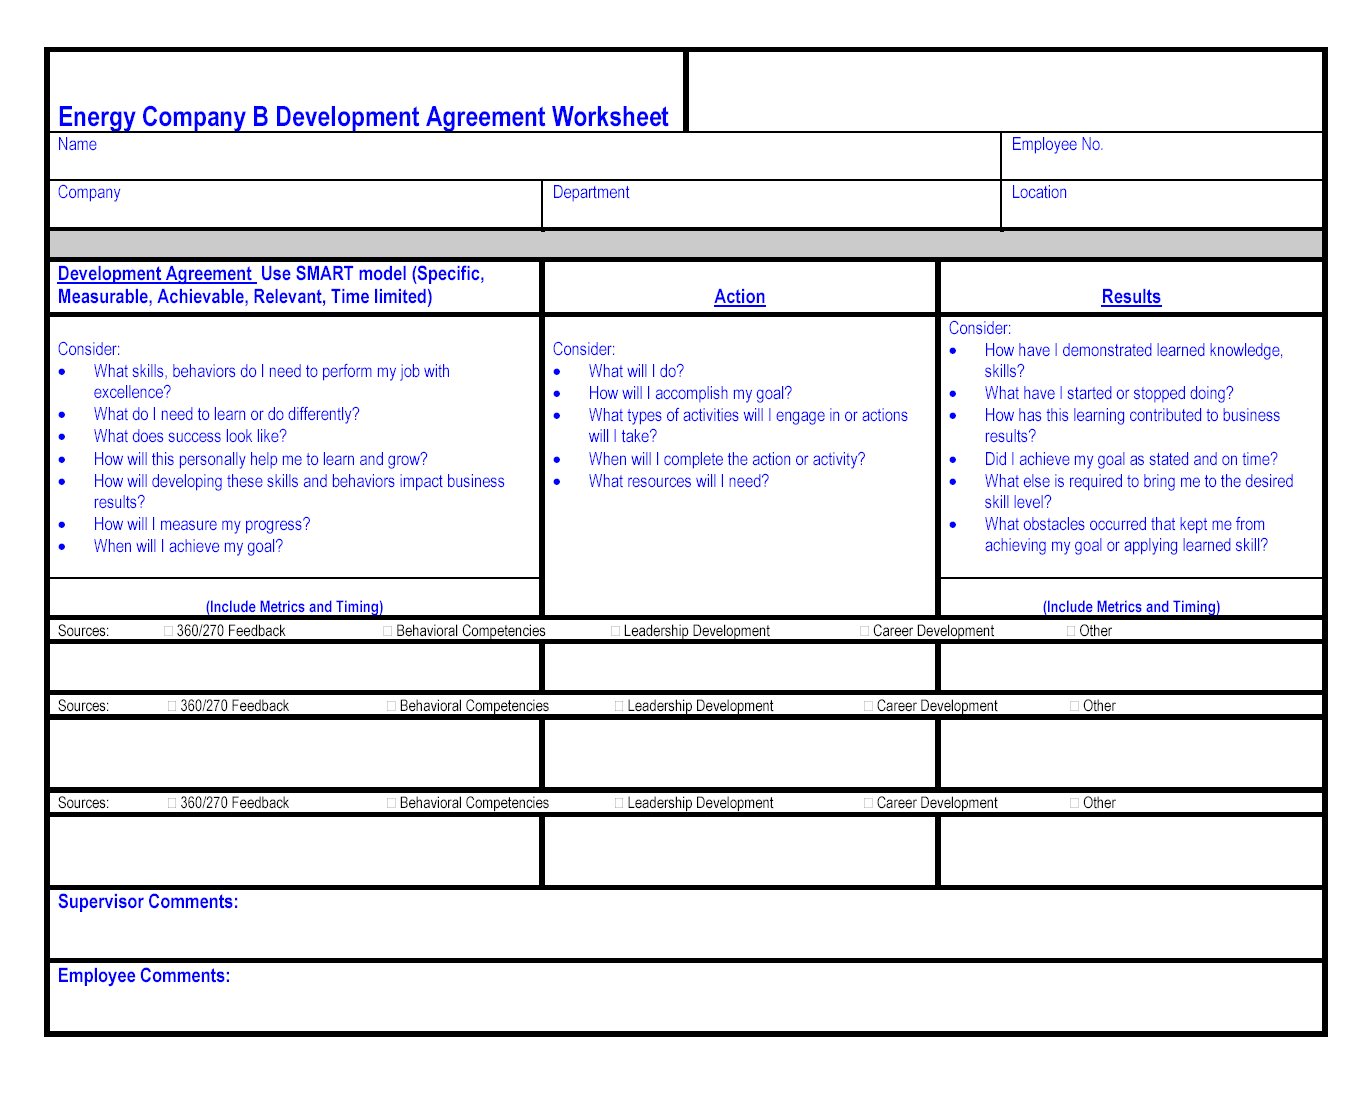 Energy Company B Development Agreement Worksheet
Name
Employee No.
Company
Department
Location
Development Agreement  Use SMART model (Specific,
Measurable, Achievable, Relevant, Time limited)
Action
Results
Consider:
• What skills, behaviors do I need to perform my job with
excellence?
• What do I need to learn or do differently?
• What does success look like?
• How will this personally help me to learn and grow?
• How will developing these skills and behaviors impact business
results?
• How will I measure my progress?
• When will I achieve my goal?
(Include Metrics and Timing)
Consider:
• What will I do?
• How will I accomplish my goal?
• What types of activities will I engage in or actions
will I take?
• When will I complete the action or activity?
• What resources will I need?
Consider:
• How have I demonstrated learned knowledge,
skills?
• What have I started or stopped doing?
• How has this learning contributed to business
results?
• Did I achieve my goal as stated and on time?
• What else is required to bring me to the desired
skill level?
• What obstacles occurred that kept me from
achieving my goal or applying learned skill?
(Include Metrics and Timing)
Sources: □ 360/270 Feedback □ Behavioral Competencies □ Leadership Development □ Career Development □ Other
Sources: □ 360/270 Feedback □ Behavioral Competencies □ Leadership Development □ Career Development □ Other
Sources: □ 360/270 Feedback □ Behavioral Competencies □ Leadership Development □ Career Development □ Other
Supervisor Comments:
Employee Comments: